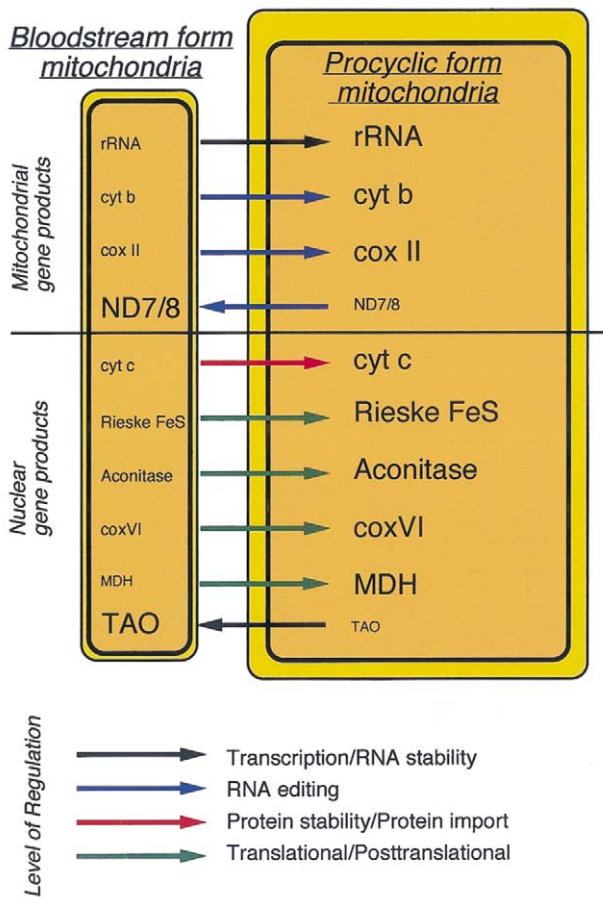 Bloodstream form
mitochondria
Procyclic form
mitochondria
Mitochondrial
gene products
rRNA
rRNA
cyt b
cyt b
cox II
cox II
ND7/8
ND7/8
Nuclear
gene products
cyt c
cyt c
Rieske FeS
Rieske FeS
Aconitase
Aconitase
coxVI
coxVI
MDH
MDH
TAO
TAO
Level of Regulation
Transcription/RNA stability
RNA editing
Protein stability/Protein import
Translational/Posttranslational